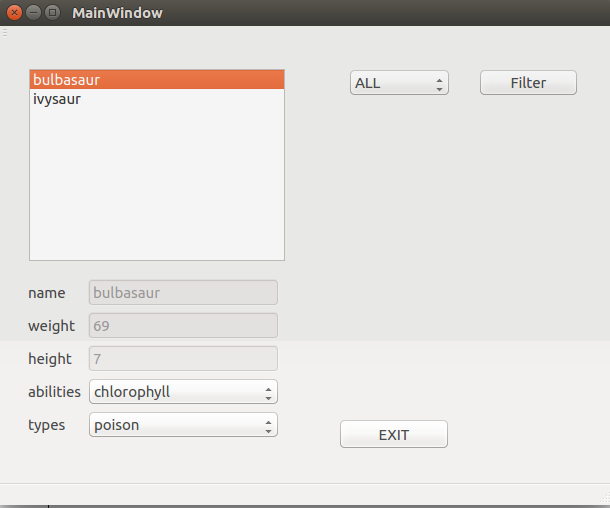 MainWindow
bulbasaur
ivysaur
ALL
Filter
name bulbasaur
weight 69
height 7
abilities chlorophyll
types poison
EXIT